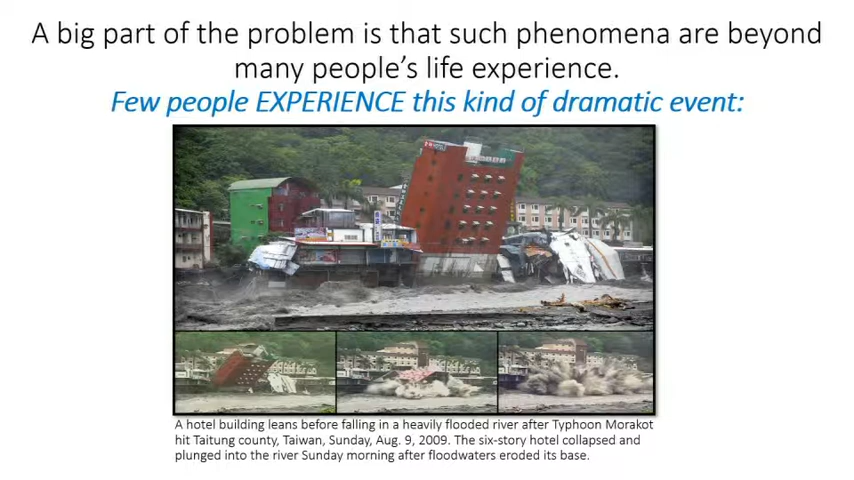 A big part of the problem is that such phenomena are beyond
many people's life experience.
Few people EXPERIENCE this kind of dramatic event:
A hotel building leans before falling in a heavily flooded river after Typhoon Morakot
hit Taitung county, Taiwan, Sunday, Aug. 9, 2009. The six-story hotel collapsed and
plunged into the river Sunday morning after floodwaters eroded its base.